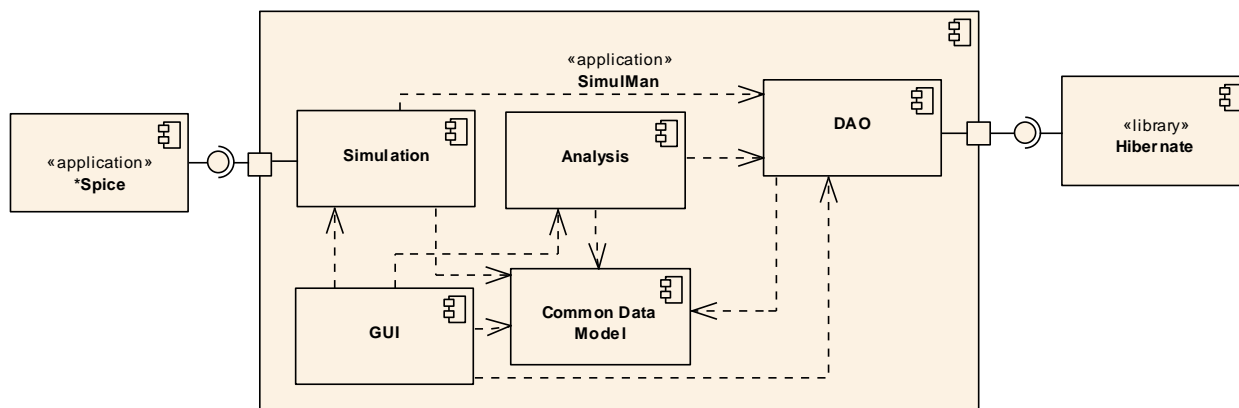 «application»
SimulMan
«application»
*Spice
Simulation
Analysis
DAO
«library»
Hibernate
GUI
Common Data
Model